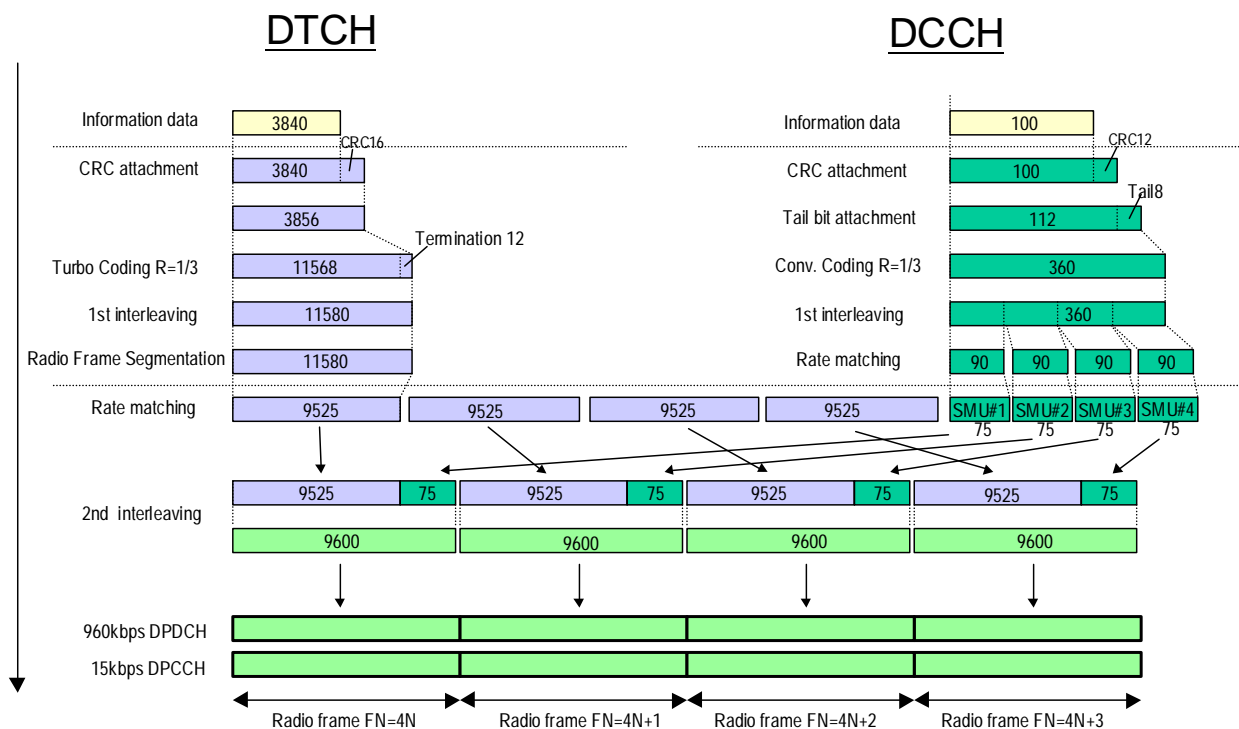 DTCH DCCH
Information data 3840 Information data 100
CRC16 CRC12
CRC attachment 3840 CRC attachment 100
Tail8
3856 Tail bit attachment 112
Termination 12
Turbo Coding R=1/3 11568 Conv. Coding R=1/3 360
1st interleaving 11580 1st interleaving 360
Radio Frame Segmentation 11580 Rate matching 90 90 90 90
Rate matching 9525 9525 9525 9525 SMU#1 SMU#2 SMU#3 SMU#4
75 75 75 75
9525 75 9525 75 9525 75 9525 75
2nd interleaving
9600 9600 9600 9600
960kbps DPDCH
15kbps DPCCH
Radio frame FN=4N Radio frame FN=4N+1 Radio frame FN=4N+2 Radio frame FN=4N+3